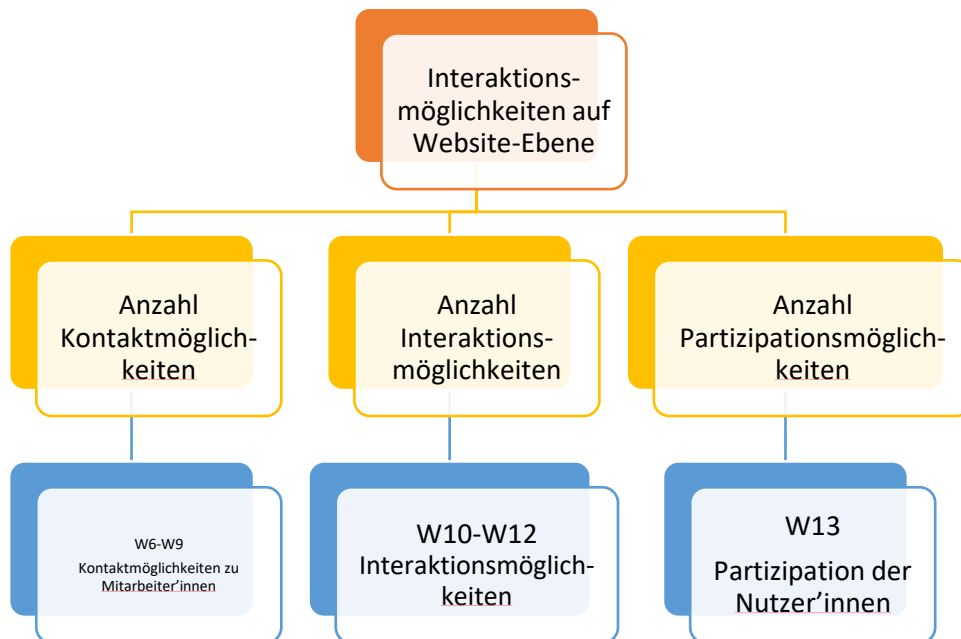 Interaktions-
möglichkeiten auf
Website-Ebene
Anzahl
Kontaktmöglich-
keiten
Anzahl
Interaktions-
möglichkeiten
Anzahl
Partizipationsmöglich-
keiten
W6-W9
Kontaktmöglichkeiten zu
Mitarbeiter'innen
W10-W12
Interaktionsmöglich-
keiten
W13
Partizipation der
Nutzer'innen